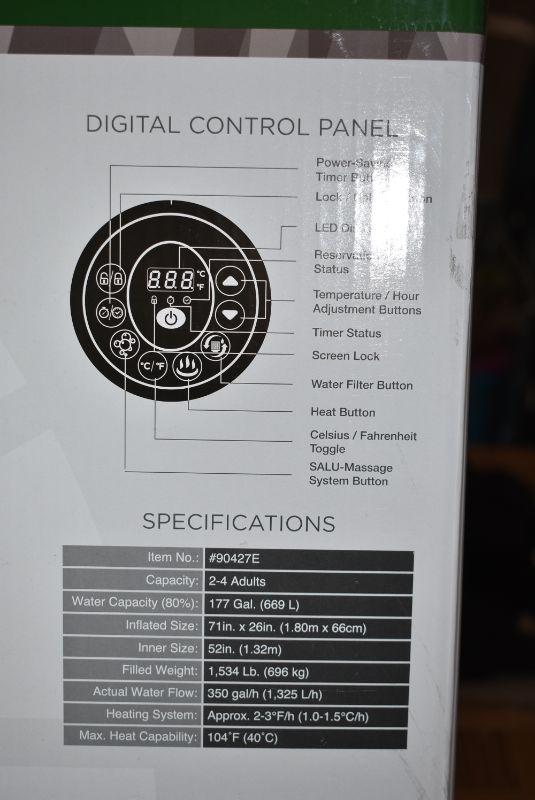 DIGITAL CONTROL PANEL
Power-Saving
Timer Button
Lock /
LED
Reservation
Status
888 °C
°F
Temperature / Hour
Adjustment Buttons
Timer Status
Screen Lock
°C/°F
Water Filter Button
Heat Button
Celsius / Fahrenheit
Toggle
SALU-Massage
System Button
SPECIFICATIONS
Item No.: #90427E
Capacity: 2-4 Adults
Water Capacity (80%): 177 Gal. (669 L)
Inflated Size: 71in. x 26in. (1.80m x 66cm)
Inner Size: 52in. (1.32m)
Filled Weight: 1,534 Lb. (696 kg)
Actual Water Flow: 350 gal/h (1,325 L/h)
Heating System: Approx. 2-3°F/h (1.0-1.5°C/h)
Max. Heat Capability: 104°F (40°C)